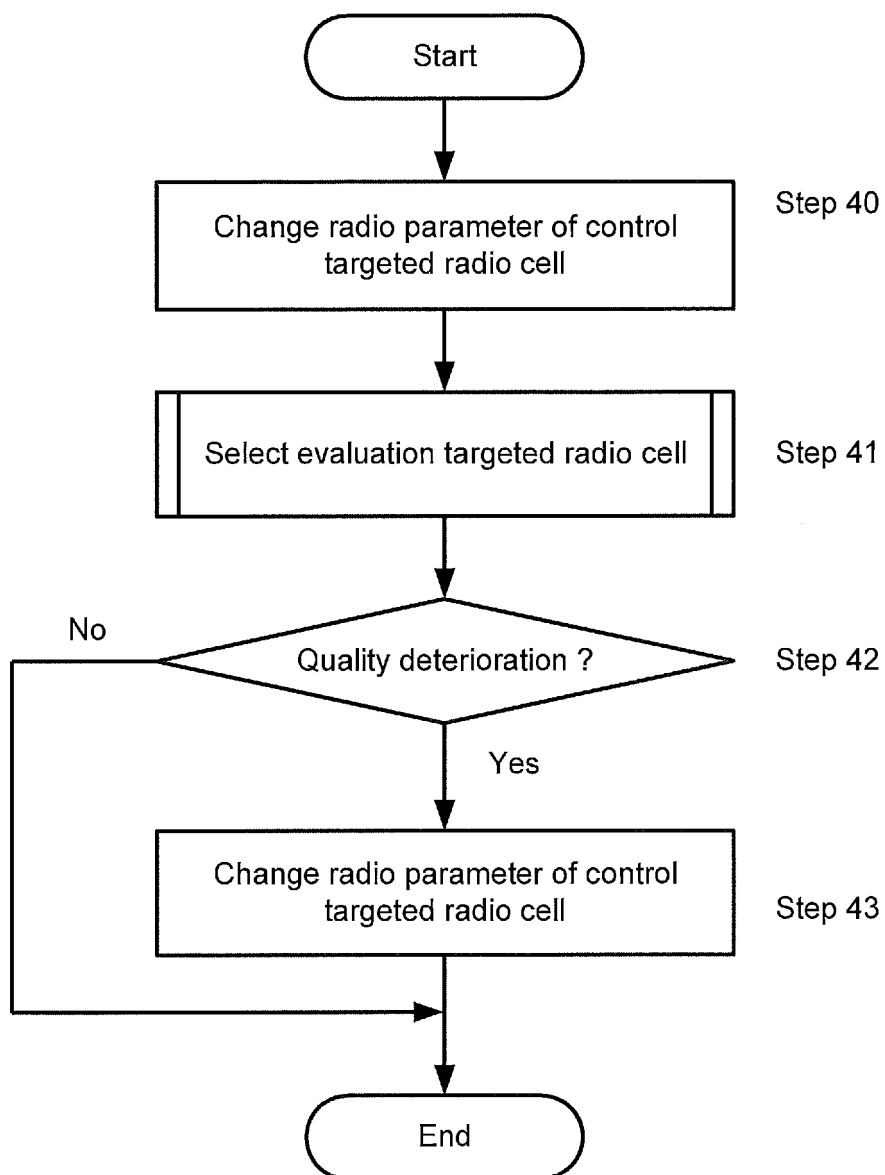 Start
Change radio parameter of control
targeted radio cell
Step 40
Select evaluation targeted radio cell
Step 41
No
Quality deterioration ?
Step 42
Yes
Change radio parameter of control
targeted radio cell
Step 43
End